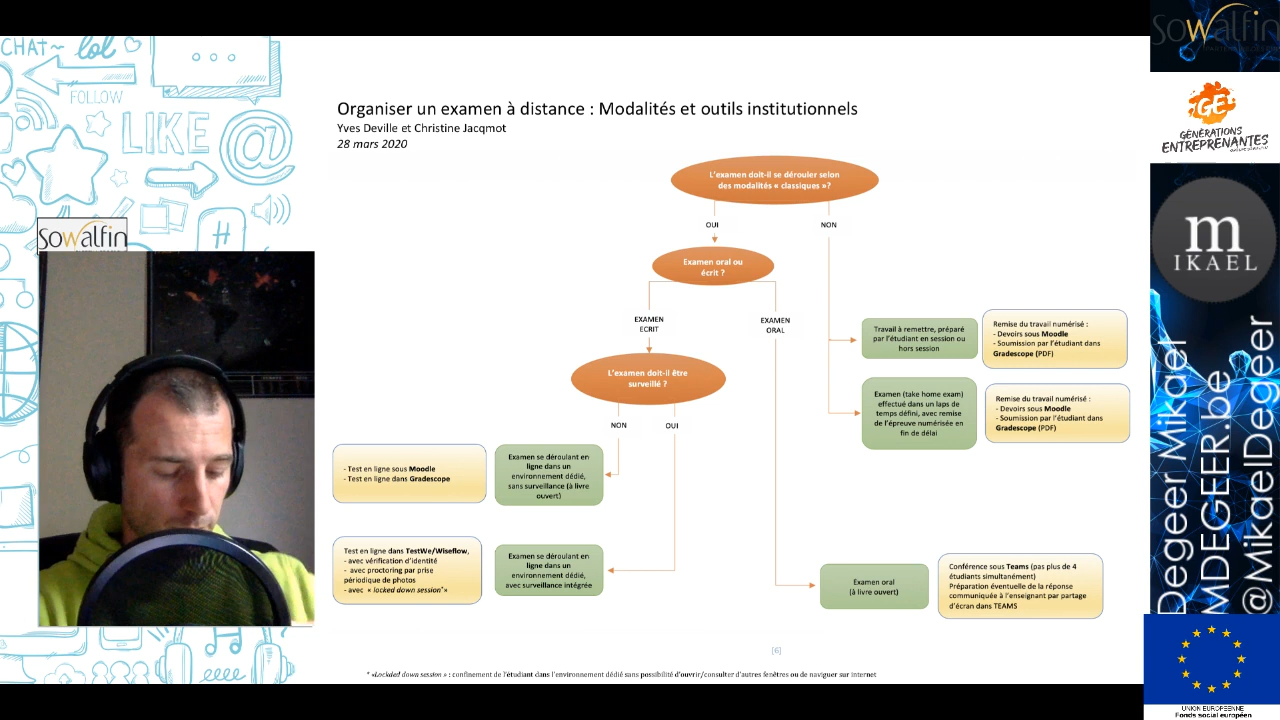 CHAT~ lol
FOLLOW
LIKE @
#
Sowalfin
Organiser un examen à distance : Modalités et outils institutionnels
Yves Deville et Christine Jacqmot
28 mars 2020
L'examen doit-il se dérouler selon
des modalités « classiques »?
OUI
NON
Examen oral ou
écrit ?
EXAMEN
ECRIT
EXAMEN
ORAL
Travail à remettre, préparé
par l'étudiant en session ou
hors session
Remise du travail numérisé :
- Devoirs sous Moodle
- Soumission par l'étudiant dans
Gradescope (PDF)
L'examen doit-il être
surveillé ?
Examen (take home exam)
effectué dans un laps de
temps défini, avec remise
de l'épreuve numérisée en
fin de délai
Remise du travail numérisé :
- Devoirs sous Moodle
- Soumission par l'étudiant dans
Gradescope (PDF)
NON
OUI
- Test en ligne sous Moodle
- Test en ligne dans Gradescope
Examen se déroulant en
ligne dans un
environnement dédié,
sans surveillance (à livre
ouvert)
Test en ligne dans TestWe/Wiseflow,
- avec vérification d'identité
- avec proctoring par prise
périodique de photos
- avec « locked down session*»
Examen se déroulant en
ligne dans un
environnement dédié,
avec surveillance intégrée
Examen oral
(à livre ouvert)
Conférence sous Teams (pas plus de 4
étudiants simultanément)
Préparation éventuelle de la réponse
communiquée à l'enseignant par partage
d'écran dans TEAMS
[6]
* «Lockded down session » : confinement de l'étudiant dans l'environnement dédié sans possibilité d'ouvrir/consulter d'autres fenêtres ou de naviguer sur internet
Sowalfin
GE
GÉNÉRATIONS
ENTREPRENANTES
m
IKAEL
Degeer Mikael
MDEGEER.be
@MikaelDegeer
UNION EUROPEENNE
Fonds social européen